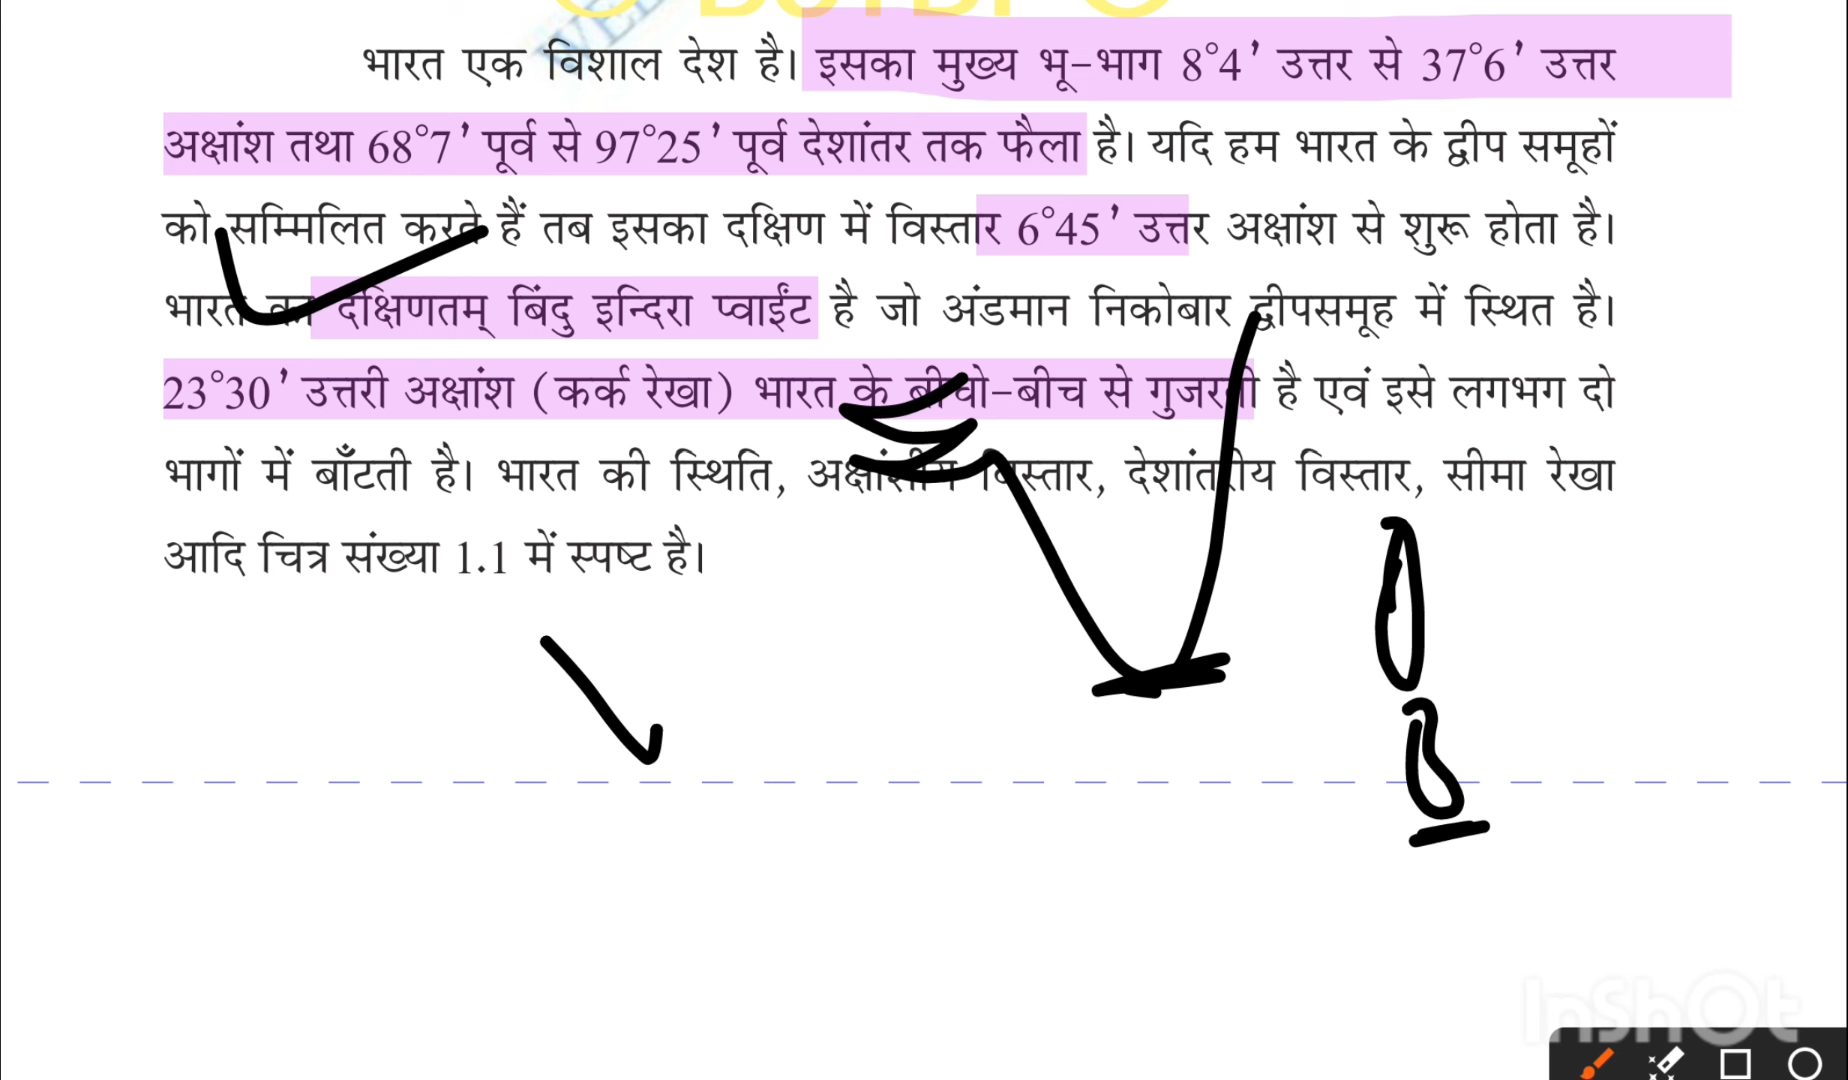 भारत एक विशाल देश है। इसका मुख्य भू-भाग 8°4' उत्तर से 37°6' उत्तर
अक्षांश तथा 68°7' पूर्व से 97°25' पूर्व देशांतर तक फैला है। यदि हम भारत के द्वीप समूहों
को सम्मिलित करते हैं तब इसका दक्षिण में विस्तार 6°45' उत्तर अक्षांश से शुरू होता है।
भारत का दक्षिणतम् बिंदु इन्दिरा प्वाईंट है जो अंडमान निकोबार द्वीपसमूह में स्थित है।
23°30' उत्तरी अक्षांश (कर्क रेखा) भारत के बीचो-बीच से गुजरती है एवं इसे लगभग दो
भागों में बाँटती है। भारत की स्थिति, अक्षांशीय विस्तार, देशांतरीय विस्तार, सीमा रेखा
आदि चित्र संख्या 1.1 में स्पष्ट है।
InShOt